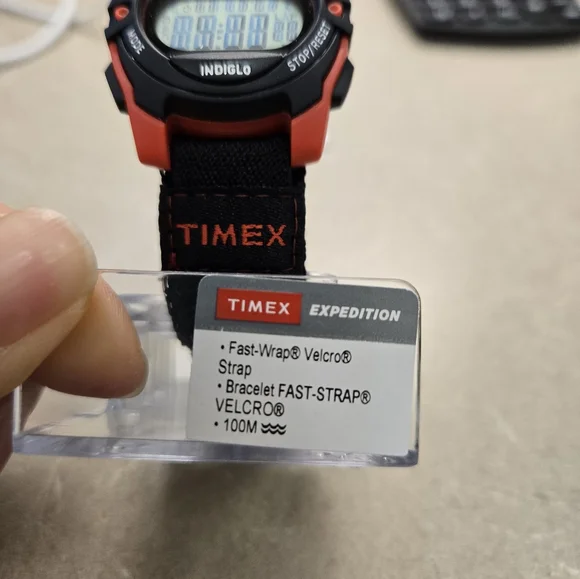 MODE
STOP/RESET
INDIGLO
TIMEX
TIMEX EXPEDITION
• Fast-Wrap® Velcro®
Strap
• Bracelet FAST-STRAP®
VELCRO®
• 100M